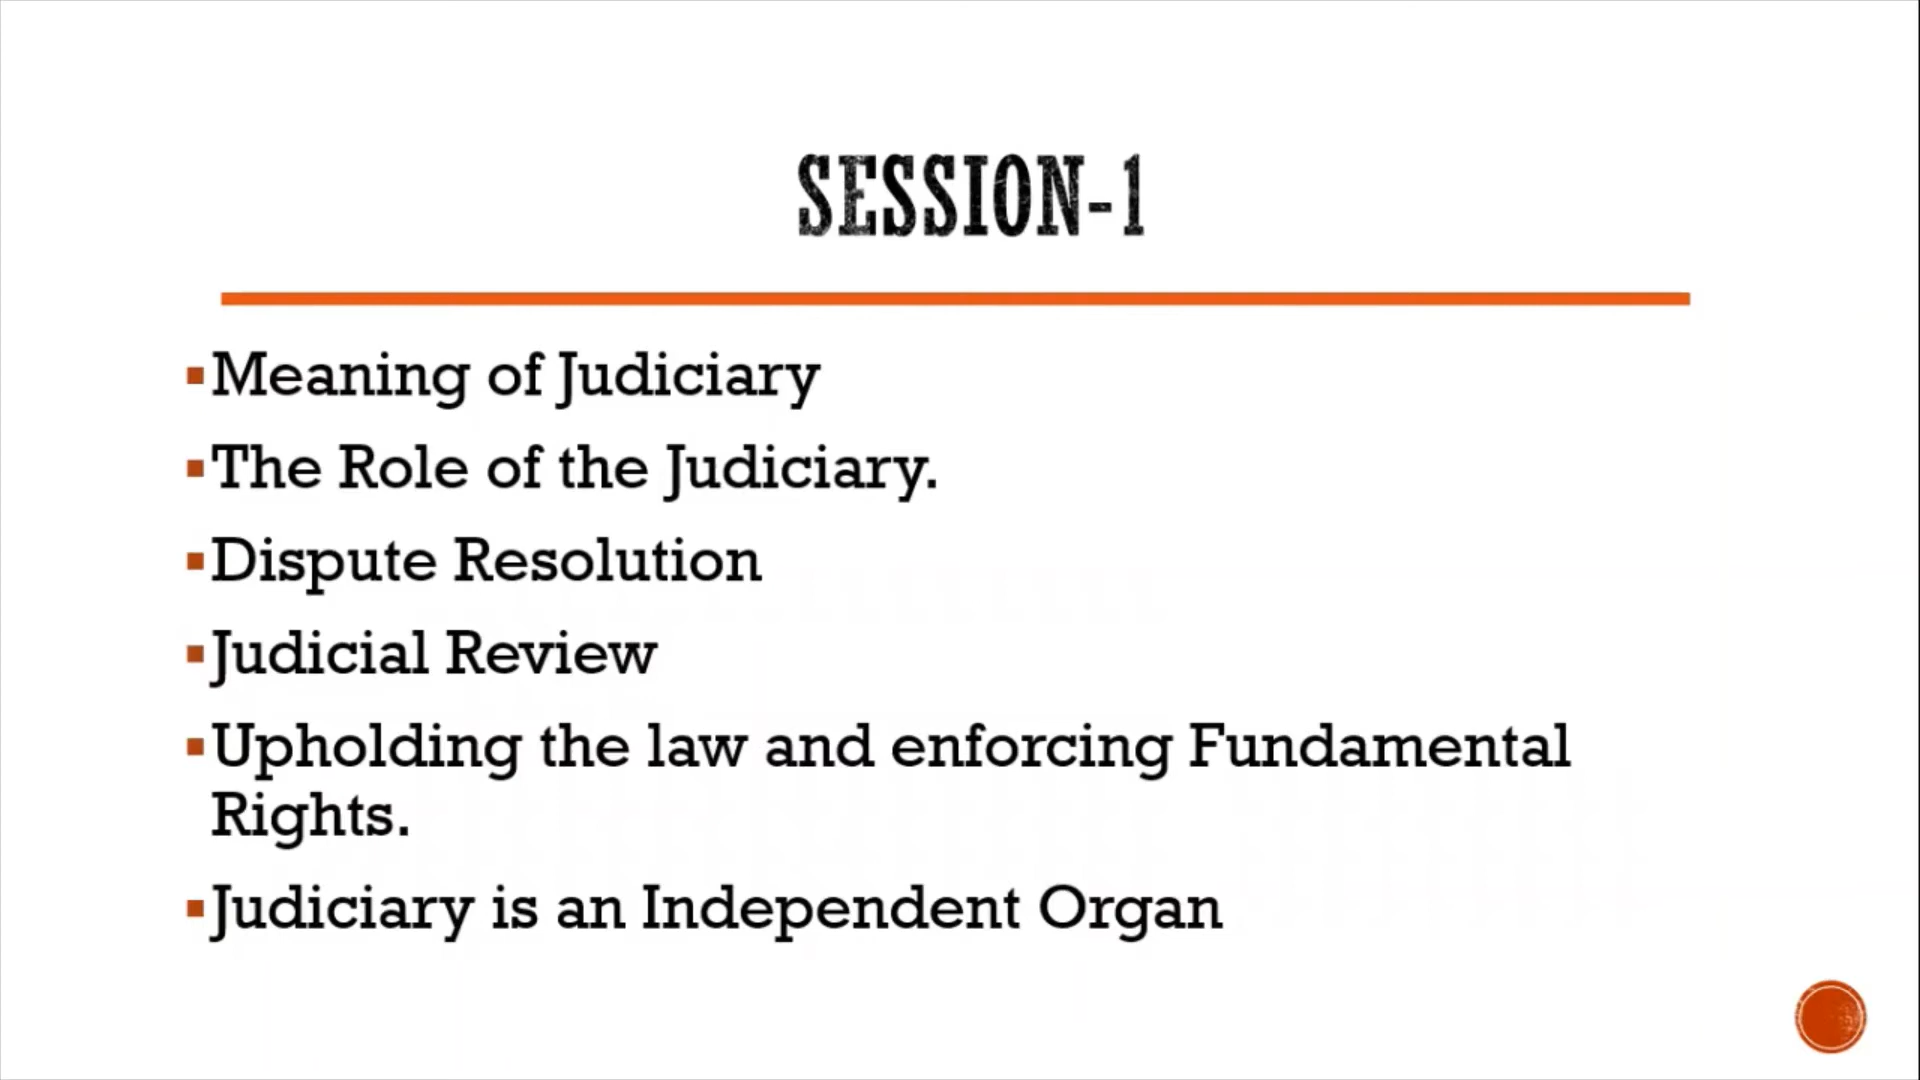 SESSION-1
▪Meaning of Judiciary
▪The Role of the Judiciary.
▪Dispute Resolution
▪Judicial Review
▪Upholding the law and enforcing Fundamental
Rights.
▪Judiciary is an Independent Organ